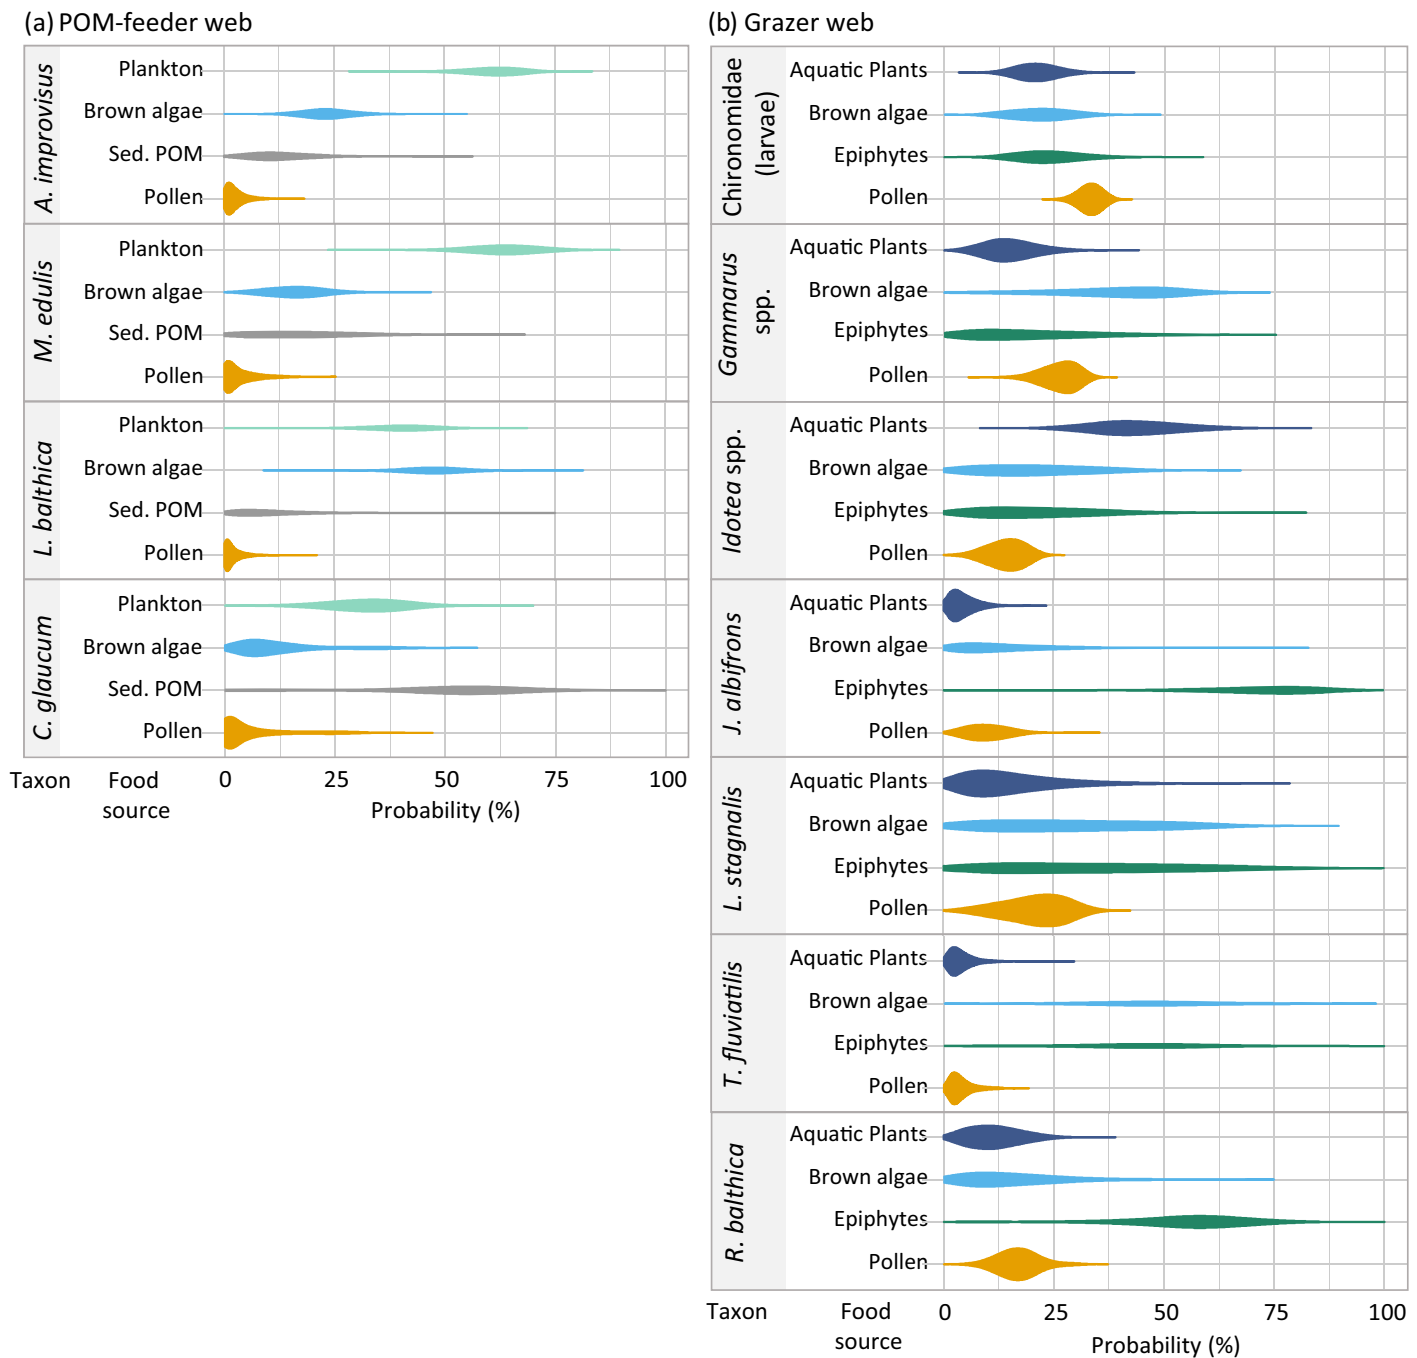 (a) POM-feeder web
A. improvisus
Plankton
Brown algae
Sed. POM
Pollen
M. edulis
Plankton
Brown algae
Sed. POM
Pollen
L. balthica
Plankton
Brown algae
Sed. POM
Pollen
C. glaucum
Plankton
Brown algae
Sed. POM
Pollen
0 25 50 75 100
Taxon
Food
source
Probability (%)
(b) Grazer web
Chironomidae
(larvae)
Aquatic Plants
Brown algae
Epiphytes
Pollen
Gammarus
spp.
Aquatic Plants
Brown algae
Epiphytes
Pollen
Idotea spp.
Aquatic Plants
Brown algae
Epiphytes
Pollen
J. albifrons
Aquatic Plants
Brown algae
Epiphytes
Pollen
L. stagnalis
Aquatic Plants
Brown algae
Epiphytes
Pollen
T. fluviatilis
Aquatic Plants
Brown algae
Epiphytes
Pollen
R. balthica
Aquatic Plants
Brown algae
Epiphytes
Pollen
0 25 50 75 100
Taxon
Food
source
Probability (%)